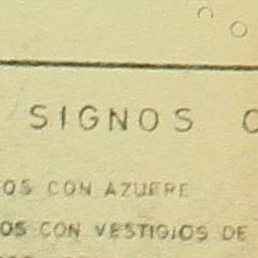 SIGNOS C
OS CON AZUFRE
OS CON VESTIGIOS DE